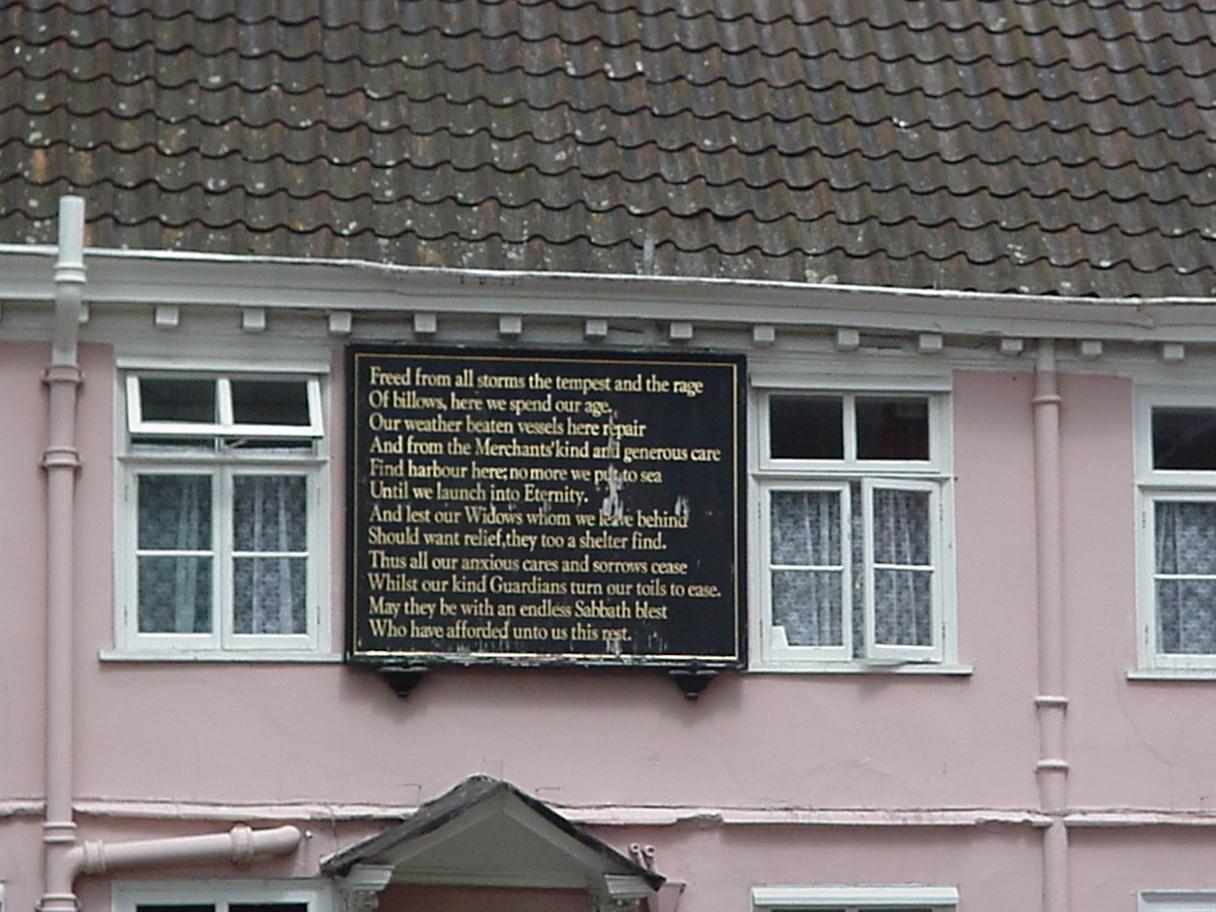 Freed from all storms the tempest and the rage
Of billows, here we spend our age.
Our weather beaten vessels here repair
And from the Merchants' kind and generous care
Find harbour here; no more we put to sea
Until we launch into Eternity.
And lest our Widows whom we leave behind
Should want relief, they too a shelter find.
Thus all our anxious cares and sorrows cease
Whilst our kind Guardians turn our toils to ease.
May they be with an endless Sabbath blest
Who have afforded unto us this rest.